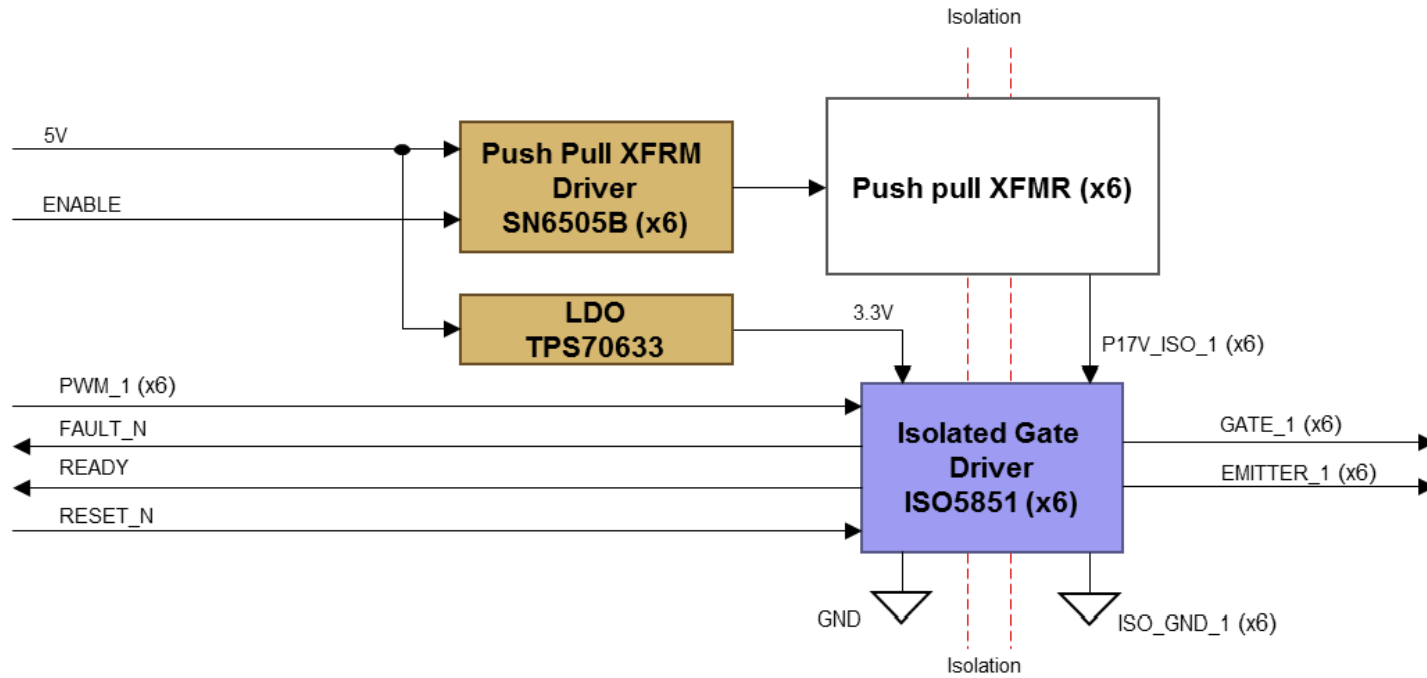 Isolation
5V
ENABLE
Push Pull XFRM
Driver
SN6505B (x6)
Push pull XFMR (x6)
LDO
TPS70633
3.3V
P17V_ISO_1 (x6)
PWM_1 (x6)
FAULT_N
READY
RESET_N
Isolated Gate
Driver
ISO5851 (x6)
GATE_1 (x6)
EMITTER_1 (x6)
GND
ISO_GND_1 (x6)
Isolation